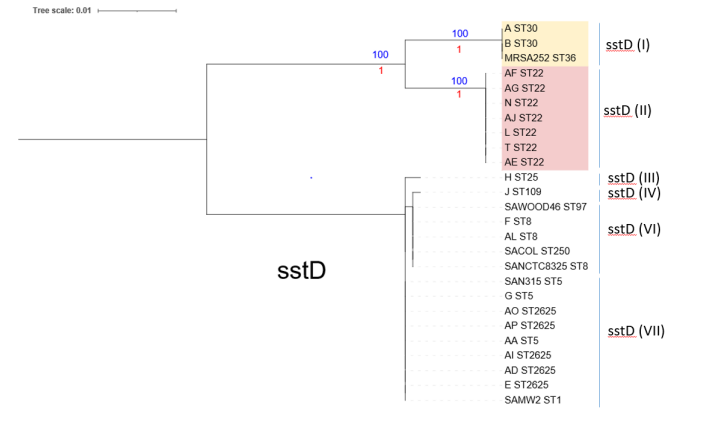 Tree scale: 0.01
100
1
100
1
100
1
A ST30
B ST30
MRSA252 ST36
sstD (I)
AF ST22
AG ST22
N ST22
AJ ST22
L ST22
T ST22
AE ST22
sstD (II)
H ST25
sstD (III)
J ST109
sstD (IV)
SAWOOD46 ST97
F ST8
AL ST8
SACOL ST250
SANCTC8325 ST8
sstD (VI)
SAN315 ST5
G ST5
AO ST2625
AP ST2625
AA ST5
AI ST2625
AD ST2625
E ST2625
SAMW2 ST1
sstD (VII)
sstD